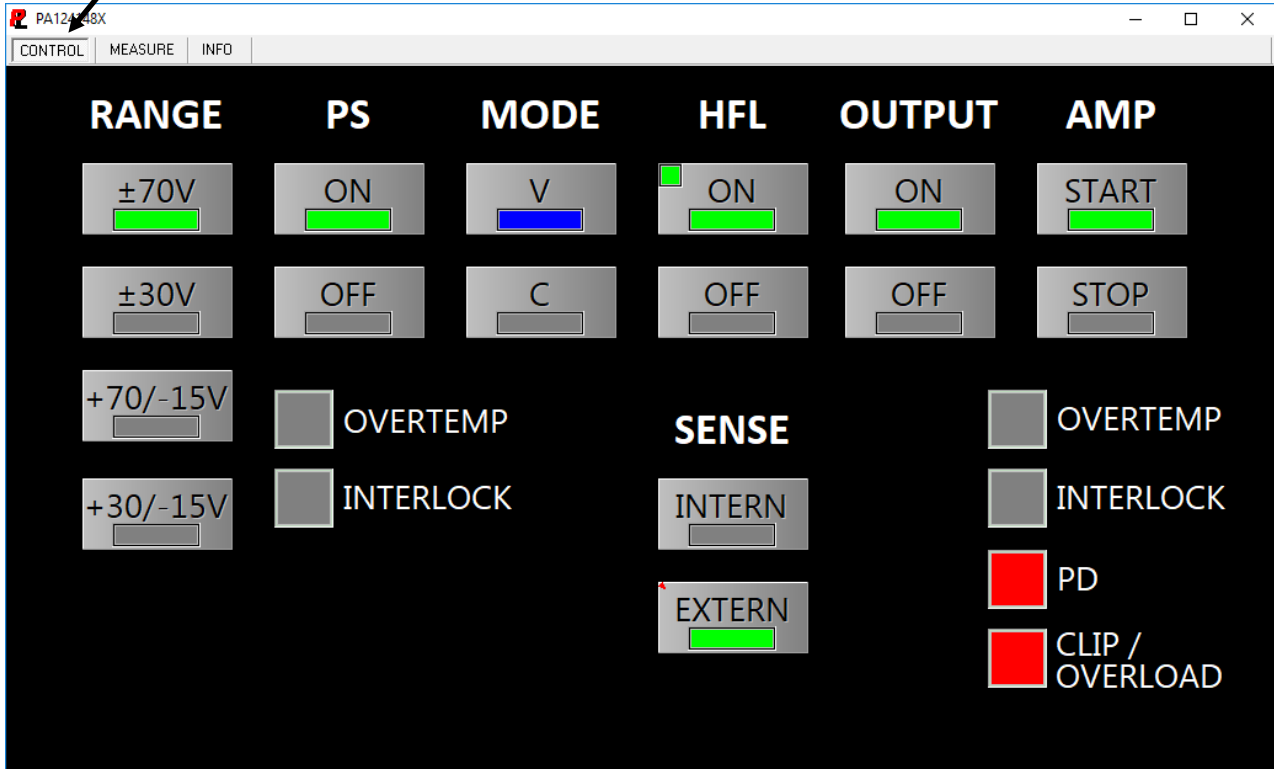 PA124148X
CONTROL MEASURE INFO
RANGE PS MODE HFL OUTPUT AMP
±70V ON V ON ON START
±30V OFF C OFF OFF STOP
+70/-15V
OVERTEMP SENSE OVERTEMP
+30/-15V INTERLOCK INTERN INTERLOCK
EXTERN PD
CLIP /
OVERLOAD